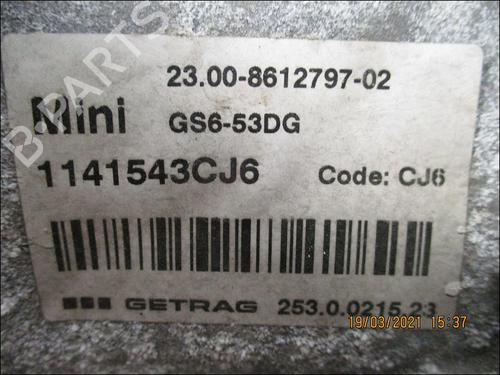 23.00-8612797-02
Mini GS6-53DG
1141543CJ6 Code: CJ6
GETRAG 253.0.0215.23
19/03/2021 15:37
B PARTS